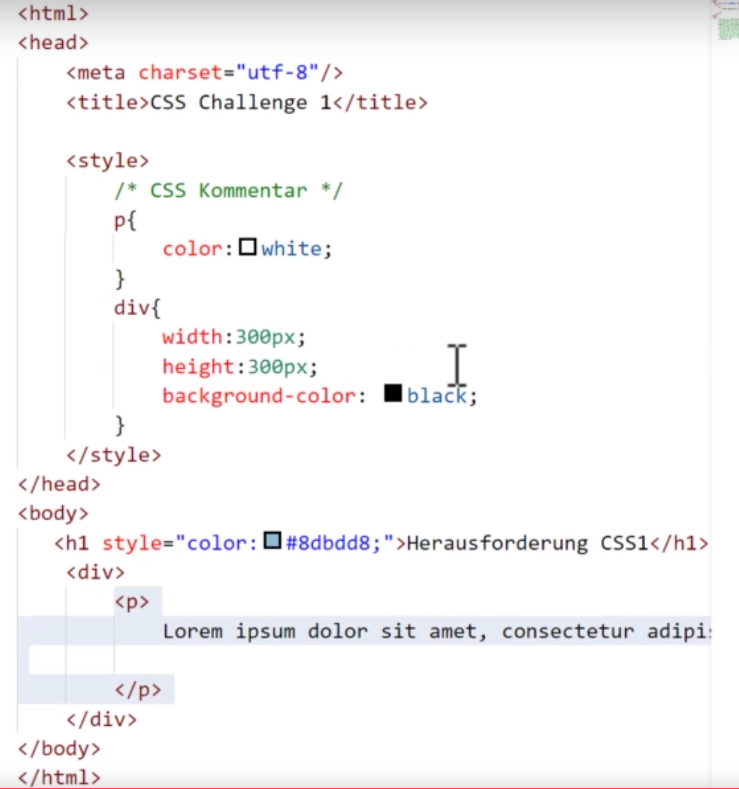 <html>
<head>
<meta charset="utf-8"/>
<title>CSS Challenge 1</title>
<style>
/* CSS Kommentar */
p{
color:white;
}
div{
width:300px;
height:300px;
background-color: black;
}
</style>
</head>
<body>
<h1 style="color:#8dbdd8;">Herausforderung CSS1</h1>
<div>
<p>
Lorem ipsum dolor sit amet, consectetur adipi
</p>
</div>
</body>
</html>